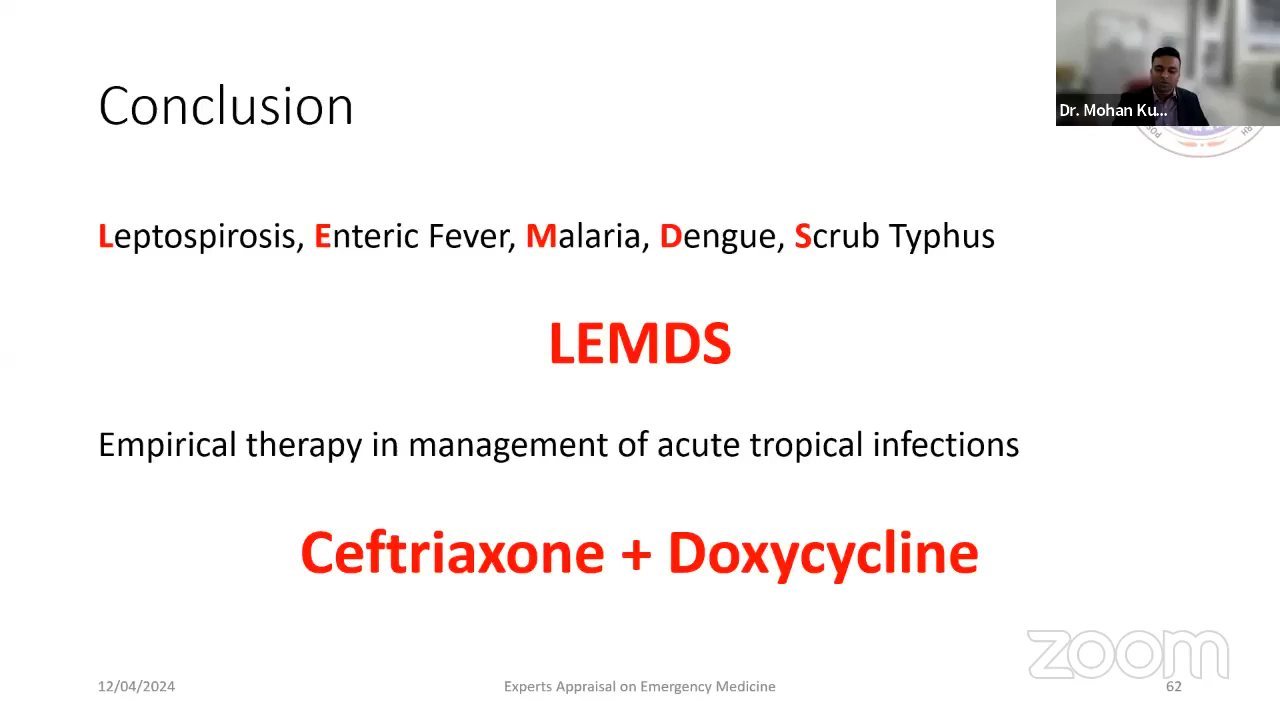 Conclusion
Dr. Mohan Ku...
Leptospirosis, Enteric Fever, Malaria, Dengue, Scrub Typhus
LEMDS
Empirical therapy in management of acute tropical infections
Ceftriaxone + Doxycycline
zoom
12/04/2024
Experts Appraisal on Emergency Medicine
62